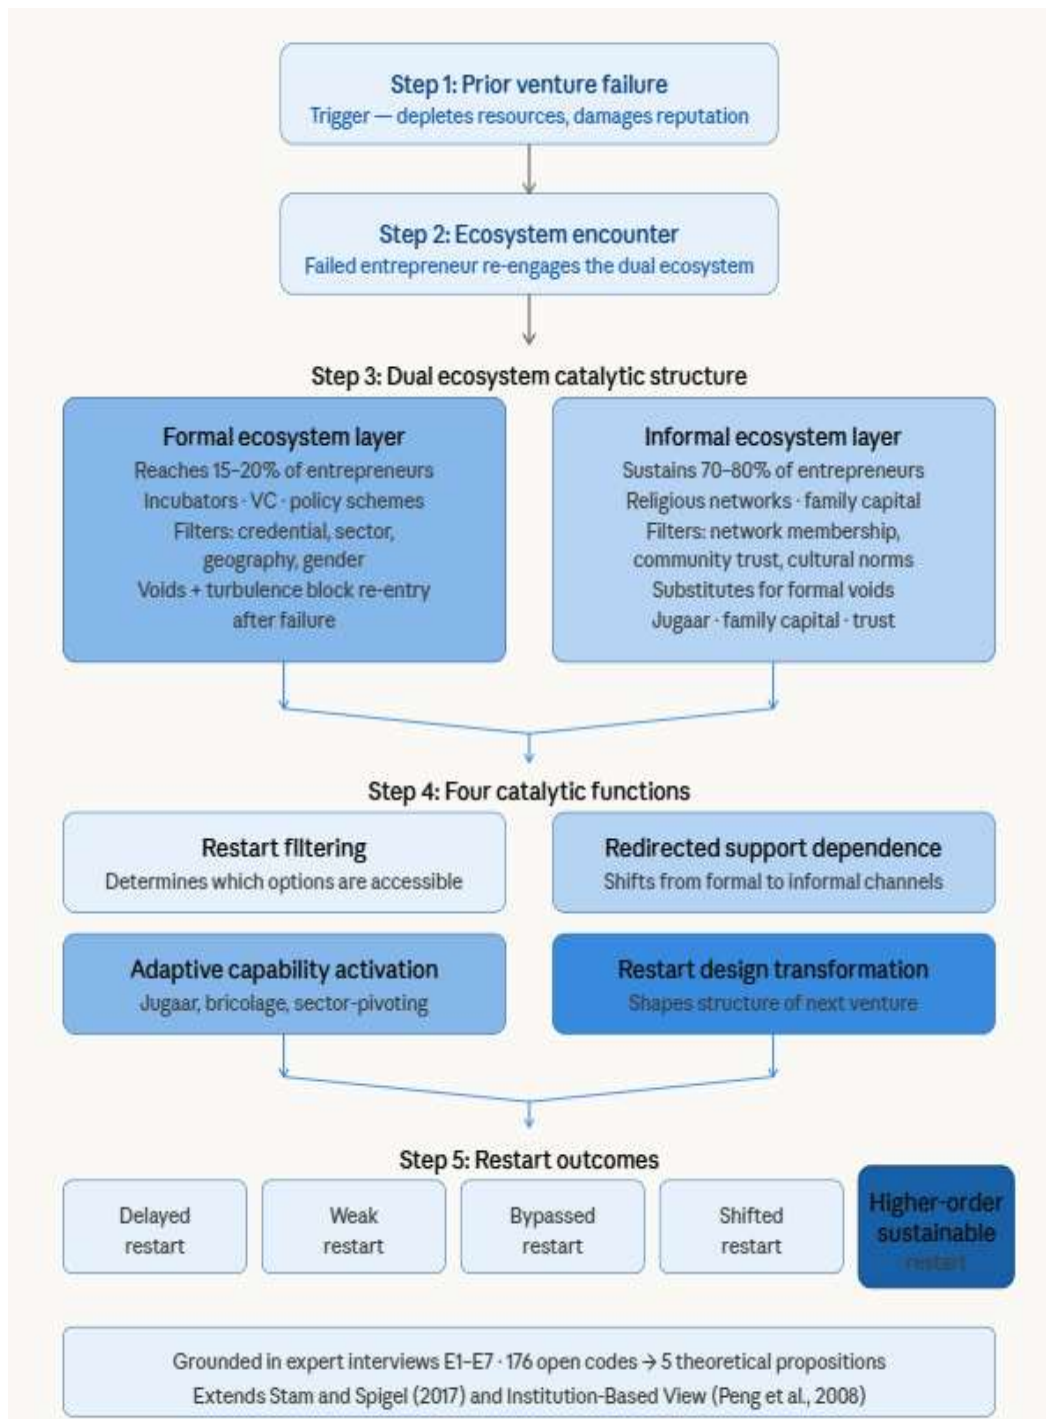 Step 1: Prior venture failure
Trigger — depletes resources, damages reputation
Step 2: Ecosystem encounter
Failed entrepreneur re-engages the dual ecosystem
Step 3: Dual ecosystem catalytic structure
Formal ecosystem layer
Reaches 15–20% of entrepreneurs
Incubators · VC · policy schemes
Filters: credential, sector,
geography, gender
Voids + turbulence block re-entry
after failure
Informal ecosystem layer
Sustains 70–80% of entrepreneurs
Religious networks · family capital
Filters: network membership,
community trust, cultural norms
Substitutes for formal voids
Jugaar · family capital · trust
Step 4: Four catalytic functions
Restart filtering
Determines which options are accessible
Redirected support dependence
Shifts from formal to informal channels
Adaptive capability activation
Jugaar, bricolage, sector-pivoting
Restart design transformation
Shapes structure of next venture
Step 5: Restart outcomes
Delayed
restart
Weak
restart
Bypassed
restart
Shifted
restart
Higher-order
sustainable
restart
Grounded in expert interviews E1–E7 · 176 open codes → 5 theoretical propositions
Extends Stam and Spigel (2017) and Institution-Based View (Peng et al., 2008)